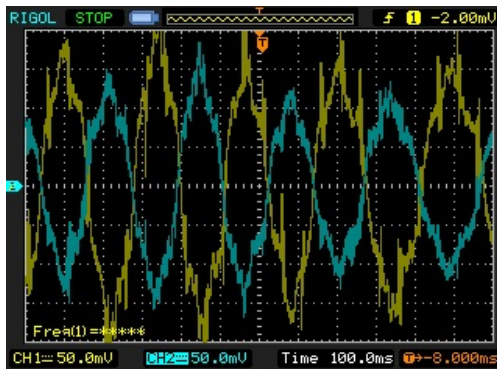 RIGOL STOP T f 1 -2.00mV
T
1
Freq(1)=*****
CH1 50.0mV CH2 50.0mV Time 100.0ms T→-8.000ms